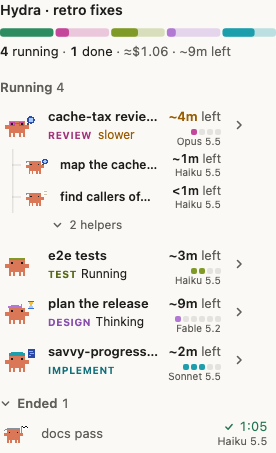 Hydra · retro fixes
4 running · 1 done · ≈$1.06 · ~9m left
Running 4
cache-tax revie... ~4m left
REVIEW slower Opus 5.5
map the cache... ~1m left
Haiku 5.5
find callers of... <1m left
Haiku 5.5
2 helpers
e2e tests ~3m left
TEST Running Haiku 5.5
plan the release ~9m left
DESIGN Thinking Fable 5.2
savvy-progress... ~2m left
IMPLEMENT Sonnet 5.5
Ended 1
docs pass ✓ 1:05
Haiku 5.5